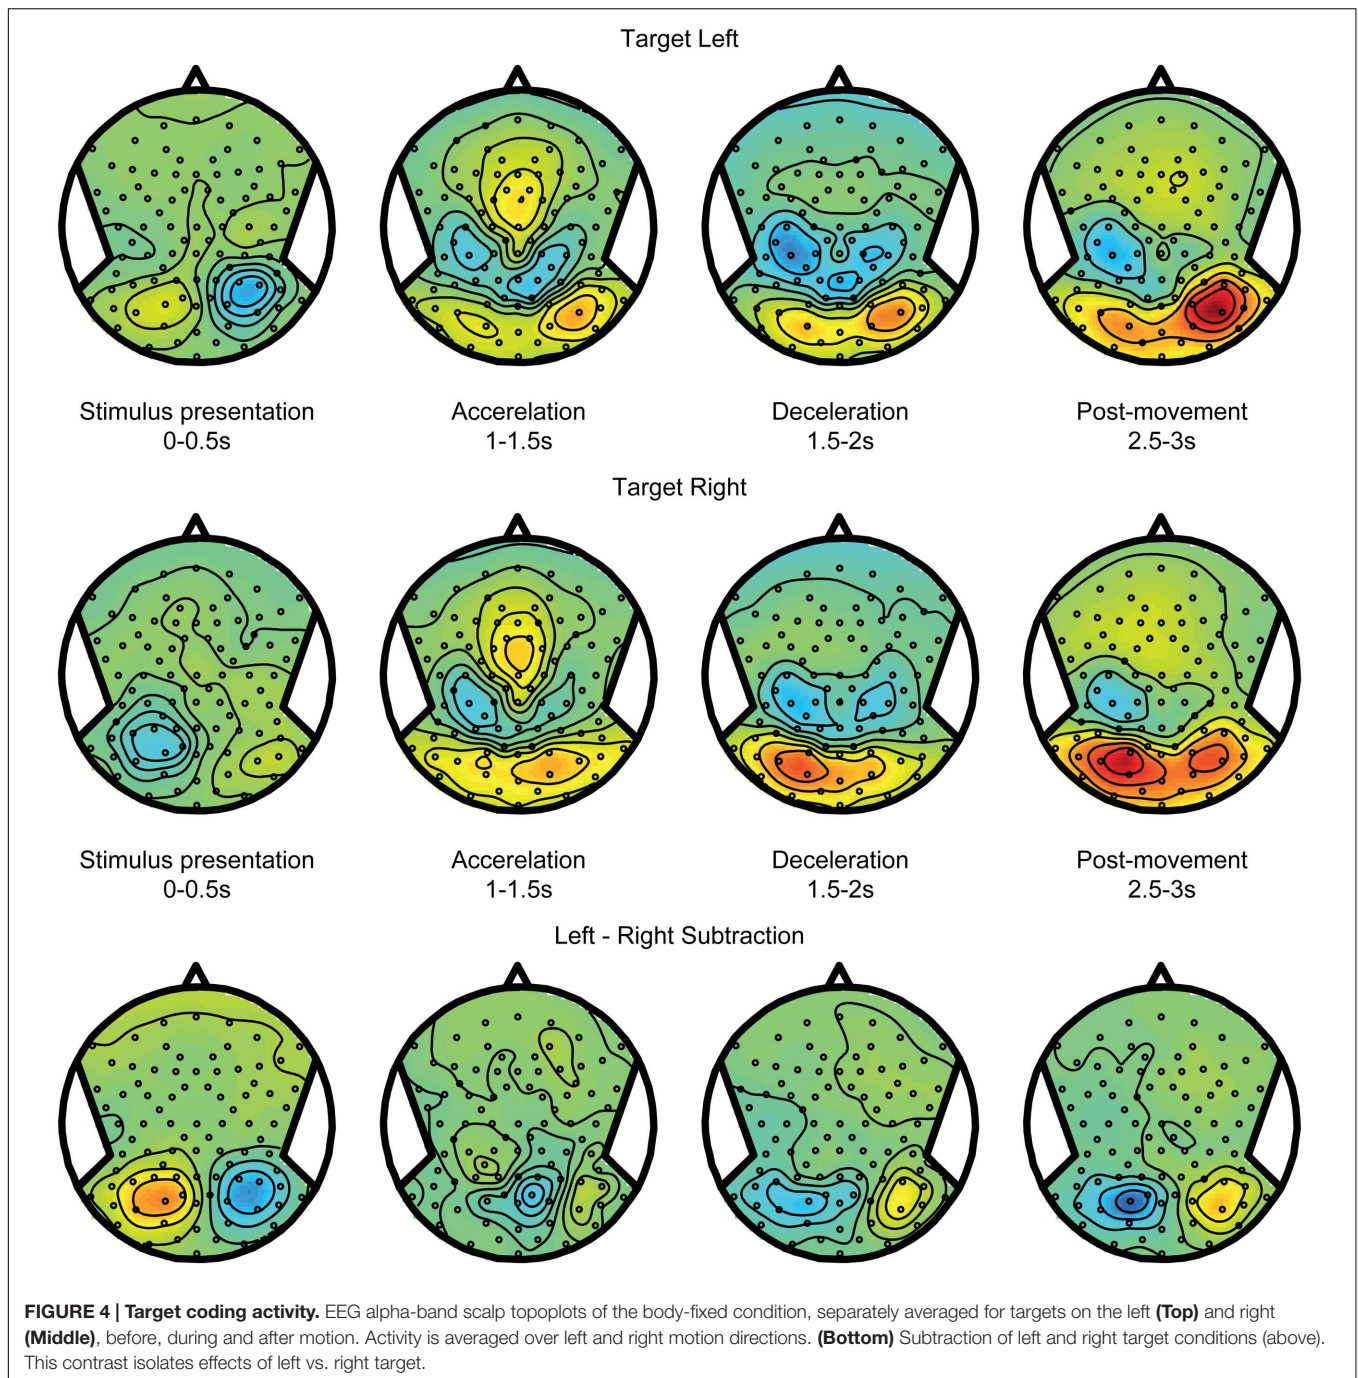 Target Left
Stimulus presentation
0-0.5s
Accerelation
1-1.5s
Deceleration
1.5-2s
Post-movement
2.5-3s
Target Right
Stimulus presentation
0-0.5s
Accerelation
1-1.5s
Deceleration
1.5-2s
Post-movement
2.5-3s
Left - Right Subtraction
FIGURE 4 | Target coding activity. EEG alpha-band scalp topoplots of the body-fixed condition, separately averaged for targets on the left (Top) and right
(Middle), before, during and after motion. Activity is averaged over left and right motion directions. (Bottom) Subtraction of left and right target conditions (above).
This contrast isolates effects of left vs. right target.